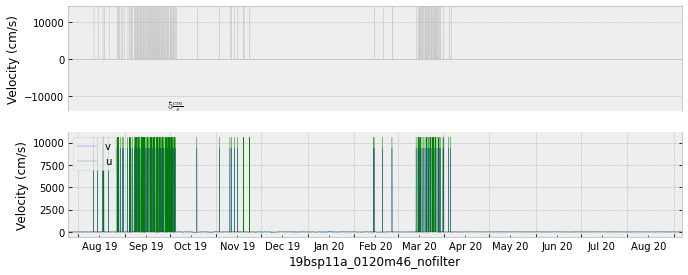 Velocity (cm/s)
10000
0
−10000
5 cm/s
Velocity (cm/s)
10000
7500
5000
2500
0
v
u
Aug 19 Sep 19 Oct 19 Nov 19 Dec 19 Jan 20 Feb 20 Mar 20 Apr 20 May 20 Jun 20 Jul 20 Aug 20
19bsp11a_0120m46_nofilter